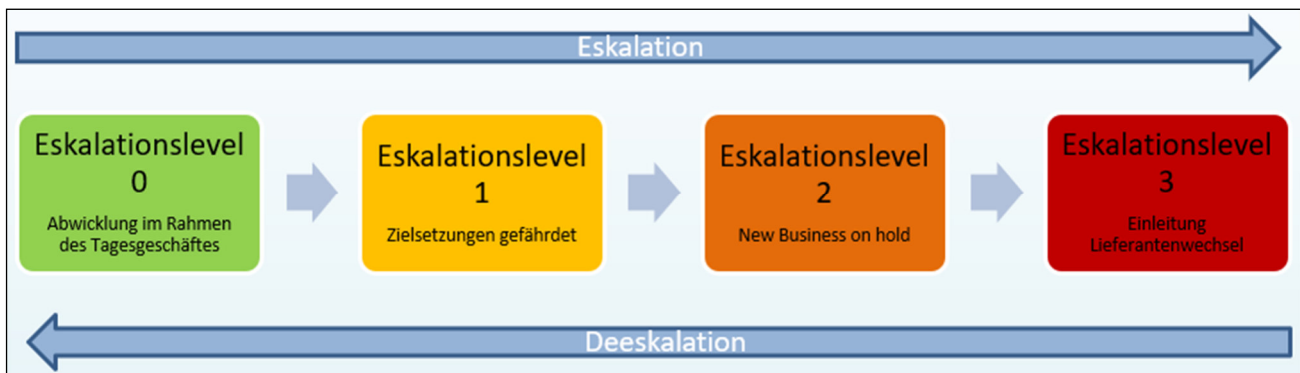 Eskalation
Eskalationslevel
0
Abwicklung im Rahmen
des Tagesgeschäftes
Eskalationslevel
1
Zielsetzungen gefährdet
Eskalationslevel
2
New Business on hold
Eskalationslevel
3
Einleitung
Lieferantenwechsel
Deeskalation